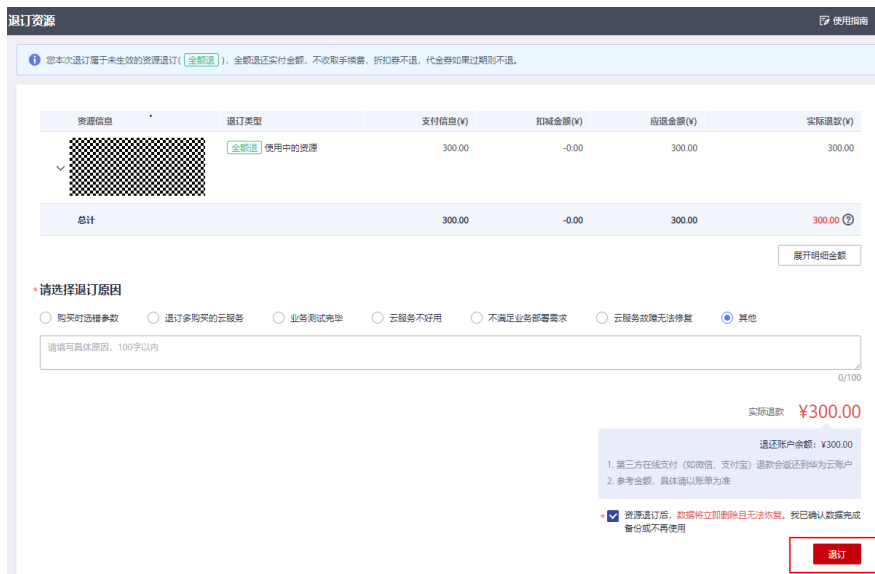 退订资源
使用指南
您本次退订属于未生效的资源退订( 全额退 )，全额退还实付金额，不收取手续费，折扣券不退，代金券如果过期则不退。
资源信息 退订类型 支付信息(¥) 扣减金额(¥) 应退金额(¥) 实际退款(¥)
全额退 使用中的资源 300.00 -0.00 300.00 300.00
总计 300.00 -0.00 300.00 300.00
展开明细金额
*请选择退订原因
购买时选错参数 退订多购买的云服务 业务测试完毕 云服务不好用 不满足业务部署需求 云服务故障无法修复 其他
请填写具体原因，100字以内
0/100
实际退款 ¥300.00
退还账户余额：¥300.00
1. 第三方在线支付（如微信、支付宝）退款会返还到华为云账户
2. 参考金额，具体请以账单为准
* 资源退订后，数据将立即删除且无法恢复。我已确认数据完成
备份或不再使用
退订